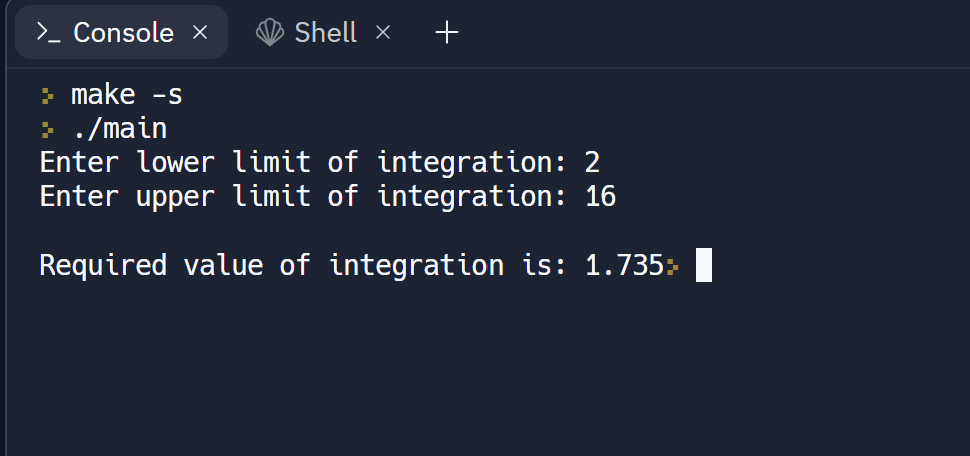 >_ Console × Shell × +
> make -s
> ./main
Enter lower limit of integration: 2
Enter upper limit of integration: 16
Required value of integration is: 1.735>